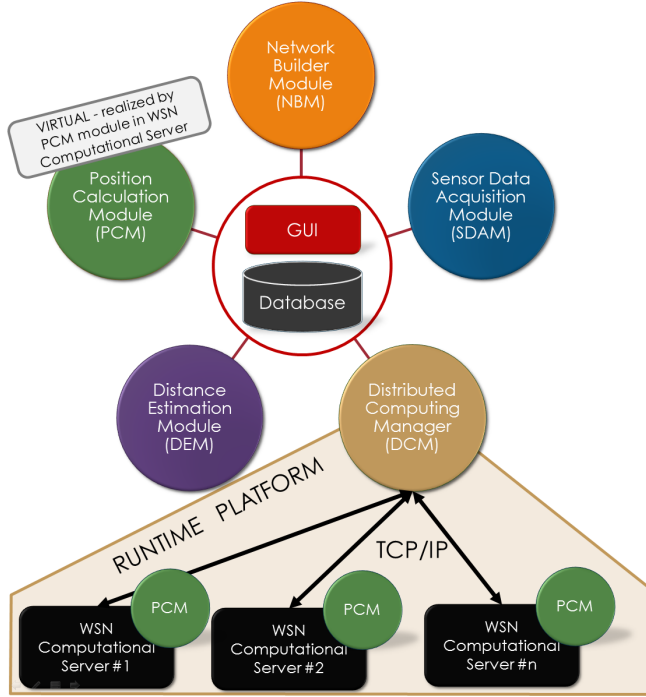 Network
Builder
Module
(NBM)
VIRTUAL - realized by
PCM module in WSN
Computational Server
Position
Calculation
Module
(PCM)
Sensor Data
Acquisition
Module
(SDAM)
GUI
Database
Distance
Estimation
Module
(DEM)
Distributed
Computing
Manager
(DCM)
RUNTIME PLATFORM
TCP/IP
PCM
WSN
Computational
Server #1
PCM
WSN
Computational
Server #2
PCM
WSN
Computational
Server #n